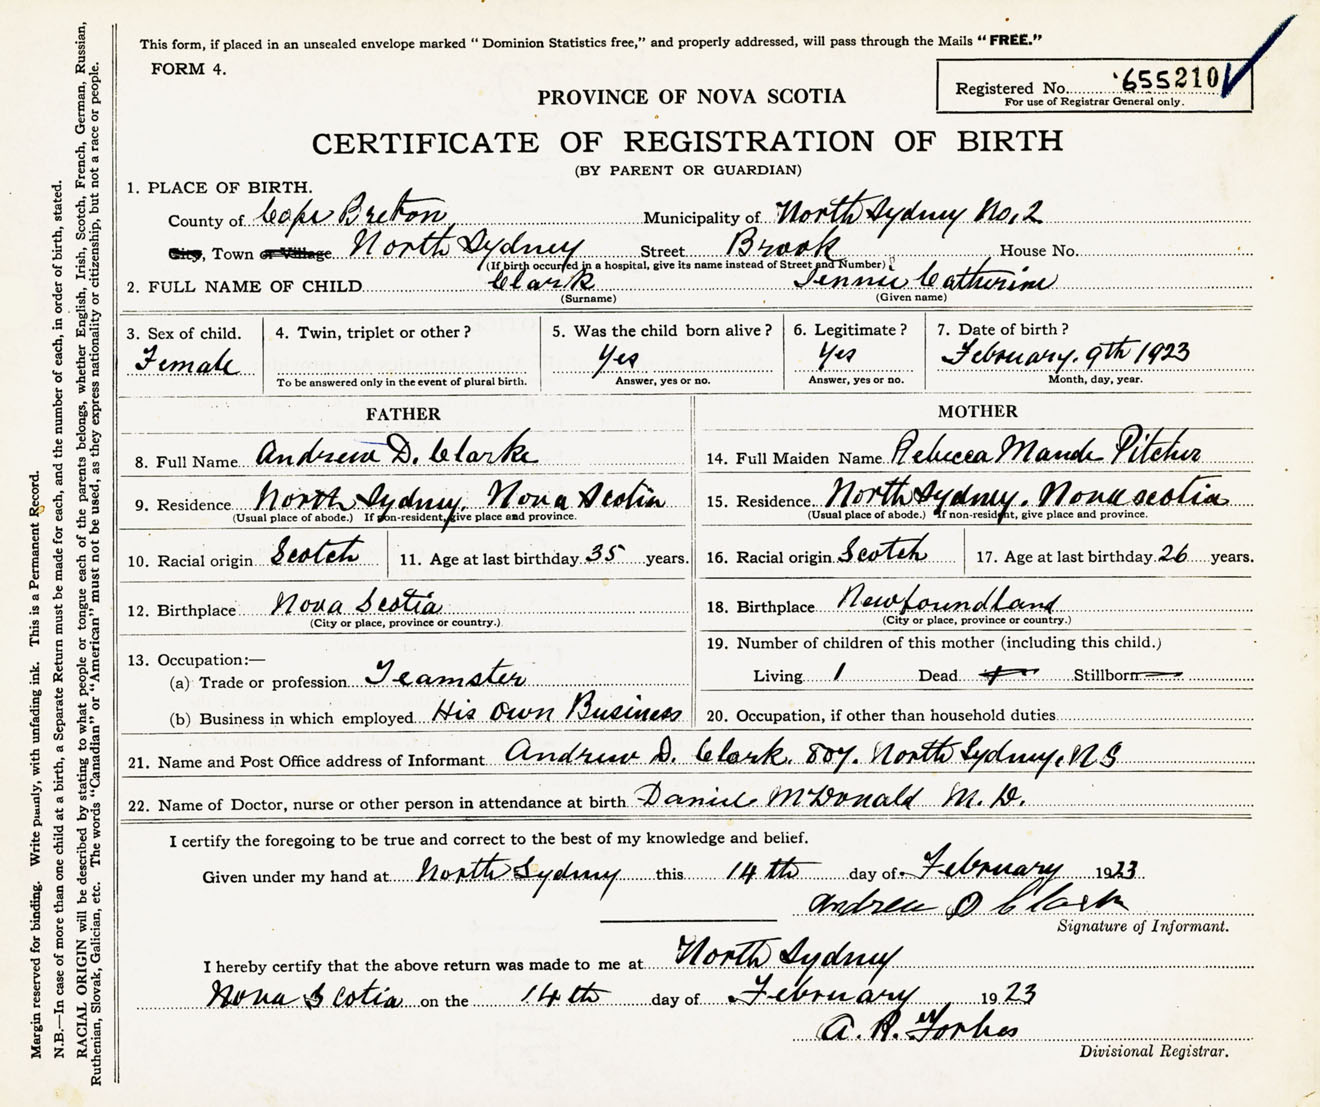 This form, if placed in an unsealed envelope marked " Dominion Statistics free," and properly addressed, will pass through the Mails " FREE."
FORM 4.
Registered No. 655210
For use of Registrar General only.
PROVINCE OF NOVA SCOTIA
CERTIFICATE OF REGISTRATION OF BIRTH
(BY PARENT OR GUARDIAN)
1. PLACE OF BIRTH.
County of Cape Breton Municipality of North Sydney No. 2
City, Town or Village North Sydney Street Brook House No.
(If birth occurred in a hospital, give its name instead of Street and Number)
2. FULL NAME OF CHILD Clark Jennie Catherine
(Surname) (Given name)
3. Sex of child. 4. Twin, triplet or other ? 5. Was the child born alive ? 6. Legitimate ? 7. Date of birth ?
Female Yes Yes February. 9th 1923
To be answered only in the event of plural birth. Answer, yes or no. Answer, yes or no. Month, day, year.
FATHER
8. Full Name Andrew D. Clarke
9. Residence North Sydney. Nova Scotia
(Usual place of abode.) If non-resident, give place and province.
10. Racial origin Scotch 11. Age at last birthday 35 years.
12. Birthplace Nova Scotia
(City or place, province or country.)
13. Occupation:—
(a) Trade or profession Teamster
(b) Business in which employed His Own Business
MOTHER
14. Full Maiden Name Rebecca Maude Pitcher
15. Residence North Sydney. Nova scotia
(Usual place of abode.) If non-resident, give place and province.
16. Racial origin Scotch 17. Age at last birthday 26 years.
18. Birthplace Newfoundland
(City or place, province or country.)
19. Number of children of this mother (including this child.)
Living 1 Dead Stillborn
20. Occupation, if other than household duties
21. Name and Post Office address of Informant Andrew D. Clark. 807. North Sydney, N S
22. Name of Doctor, nurse or other person in attendance at birth Daniel McDonald M. D.
I certify the foregoing to be true and correct to the best of my knowledge and belief.
Given under my hand at North Sydney this 14 th day of February 1923
Andrew D Clark
Signature of Informant.
I hereby certify that the above return was made to me at North Sydney
Nova Scotia on the 14th day of February 1923
A. R. Forbes
Divisional Registrar.
Margin reserved for binding. Write plainly, with unfading ink. This is a Permanent Record.
N.B.—In case of more than one child at a birth, a Separate Return must be made for each, and the number of each, in order of birth, stated.
RACIAL ORIGIN will be described by stating to what people or tongue each of the parents belongs, whether English, Irish, Scotch, French, German, Russian,
Ruthenian, Slovak, Galician, etc. The words "Canadian" or "American" must not be used, as they express nationality or citizenship, but not a race or people.